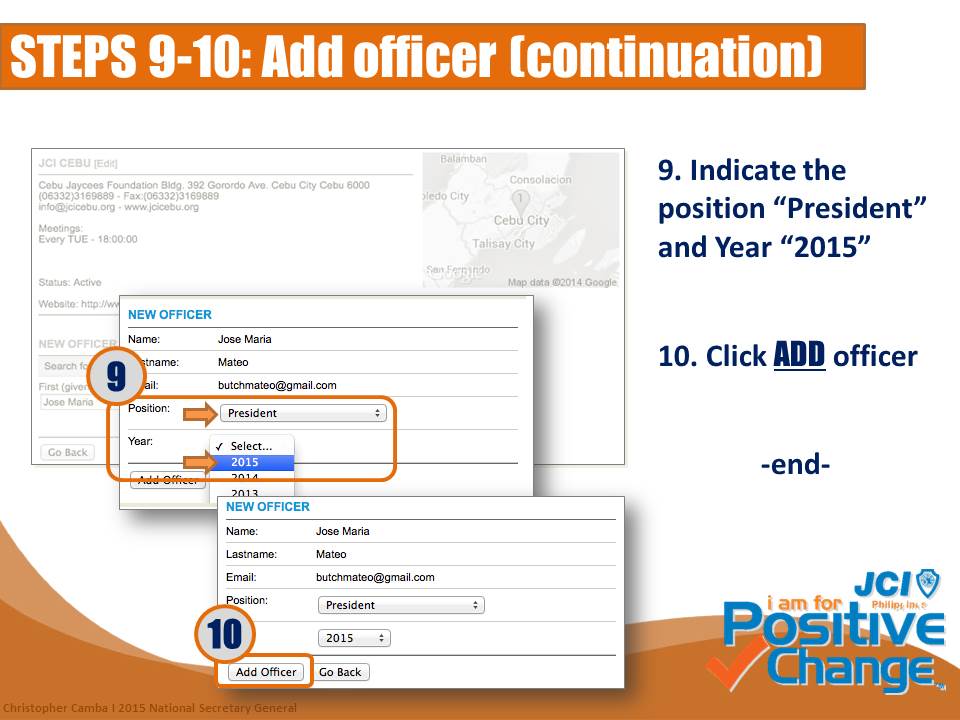 STEPS 9-10: Add officer (continuation)
JCI CEBU [Edit]
Cebu Jaycees Foundation Bldg. 392 Gorordo Ave. Cebu City Cebu 6000
(06332)3169889 - Fax:(06332)3169889
info@jcicebu.org - www.jcicebu.org
Meetings:
Every TUE - 18:00:00
Status: Active
Website: http://ww
NEW OFFICER
Search fo
First (given
Jose Maria
Go Back
Balamban
Consolacion
oledo City
1
Cebu City
Talisay City
San Fernando
Map data ©2014 Google
NEW OFFICER
Name: Jose Maria
stname: Mateo
ail: butchmateo@gmail.com
9
Position: President
Year:
✓ Select...
2015
2014
2013
Add Officer
NEW OFFICER
Name: Jose Maria
Lastname: Mateo
Email: butchmateo@gmail.com
Position: President
10
2015
Add Officer Go Back
9. Indicate the
position “President”
and Year “2015”
10. Click ADD officer
-end-
JCI
Philippines
i am for
Positive
Change
Christopher Camba I 2015 National Secretary General